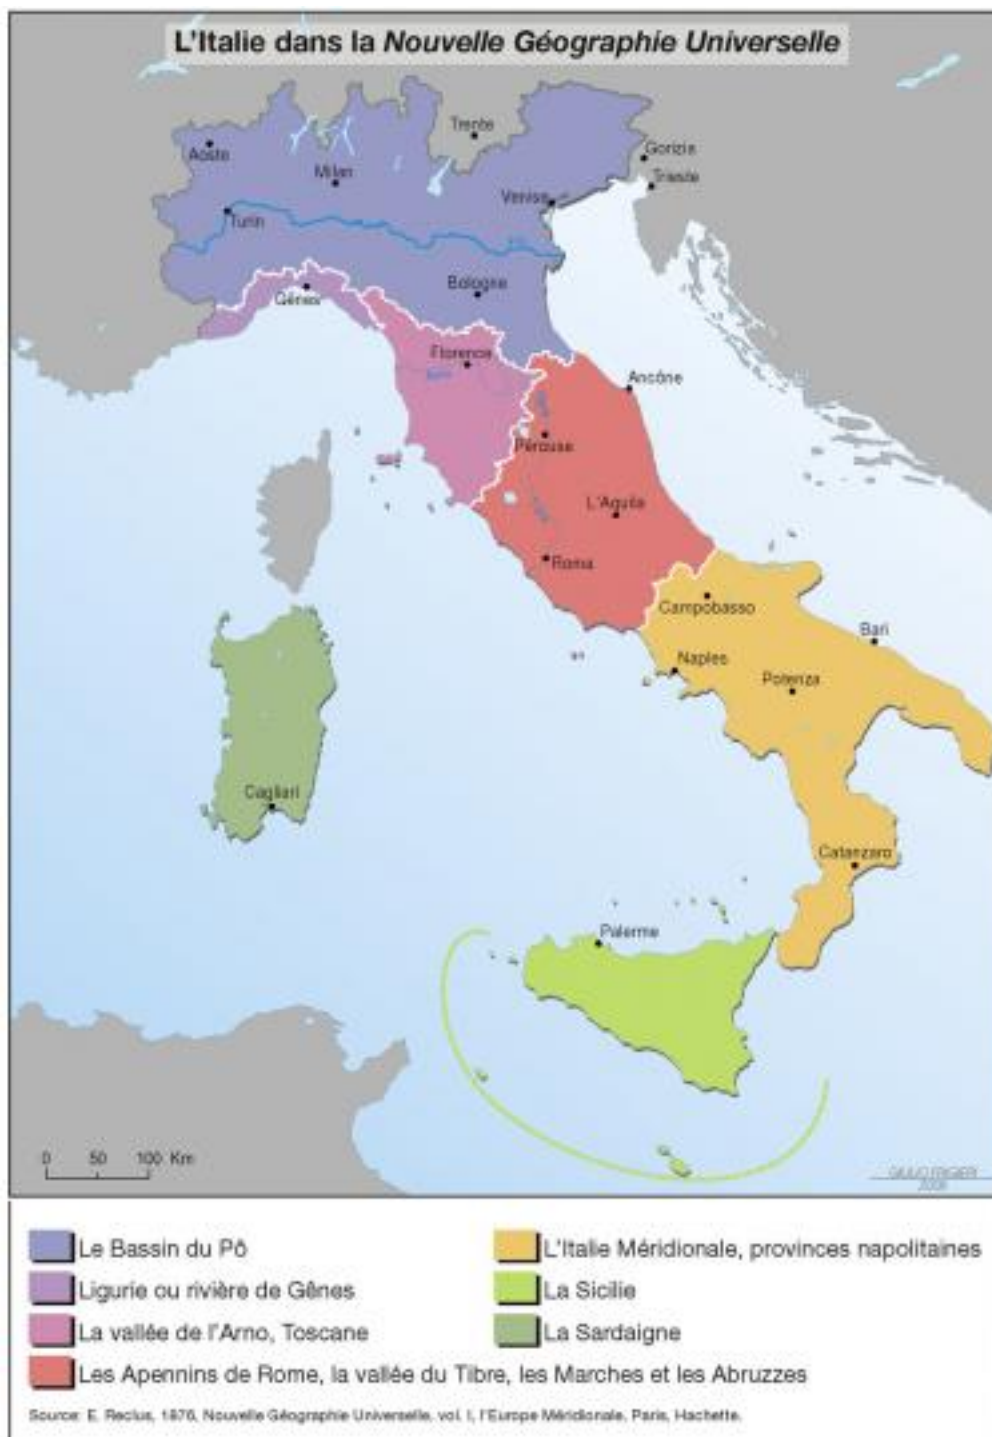 L'Italie dans la Nouvelle Géographie Universelle
Trente
Aoste
Gorizia
Milan
Trieste
Venise
Turin
Bologne
Gênes
Florence
Ancône
Pérouse
L'Aguila
Roma
Campobasso
Bari
Naples
Potenza
Cagliari
Catanzaro
Palerme
0 50 100 Km
GIULIO FRIGIERI
Le Bassin du Pô
Ligurie ou rivière de Gênes
La vallée de l'Arno, Toscane
Les Apennins de Rome, la vallée du Tibre, les Marches et les Abruzzes
L'Italie Méridionale, provinces napolitaines
La Sicilie
La Sardaigne
Source: E. Reclus, 1876, Nouvelle Géographie Universelle, vol. I, l'Europe Méridionale, Paris, Hachette.